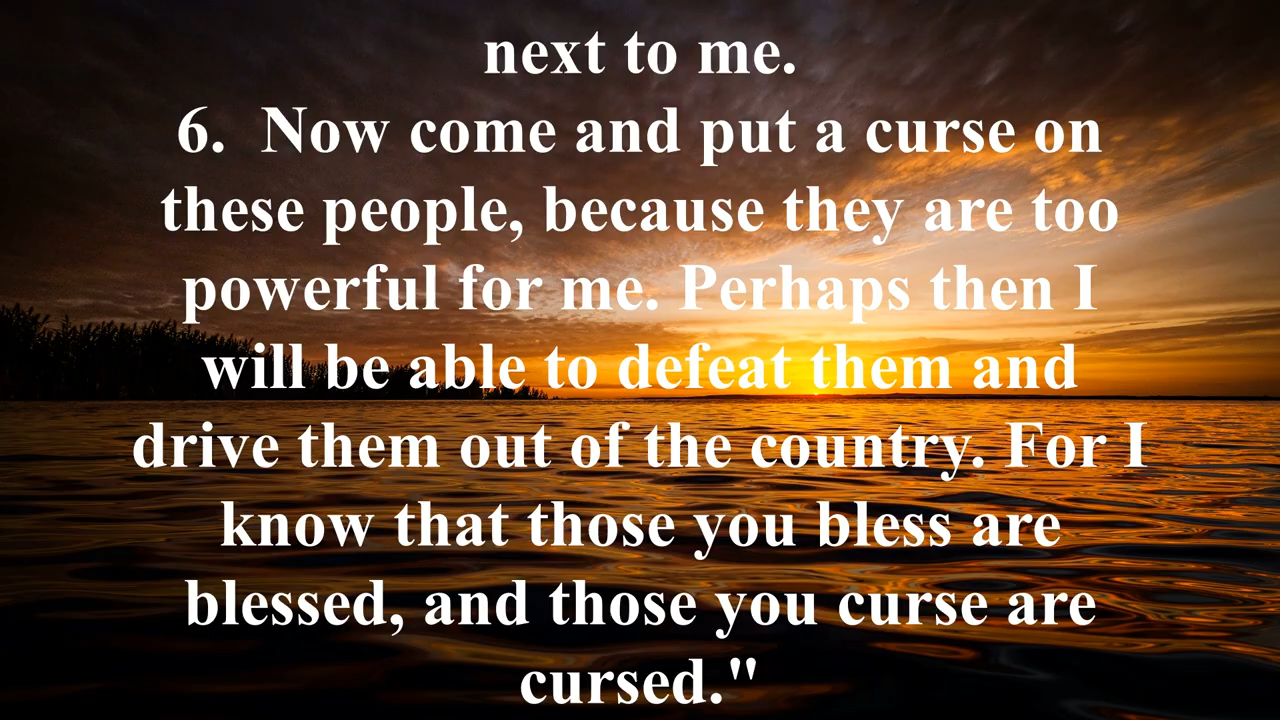 next to me.
6.  Now come and put a curse on
these people, because they are too
powerful for me. Perhaps then I
will be able to defeat them and
drive them out of the country. For I
know that those you bless are
blessed, and those you curse are
cursed."